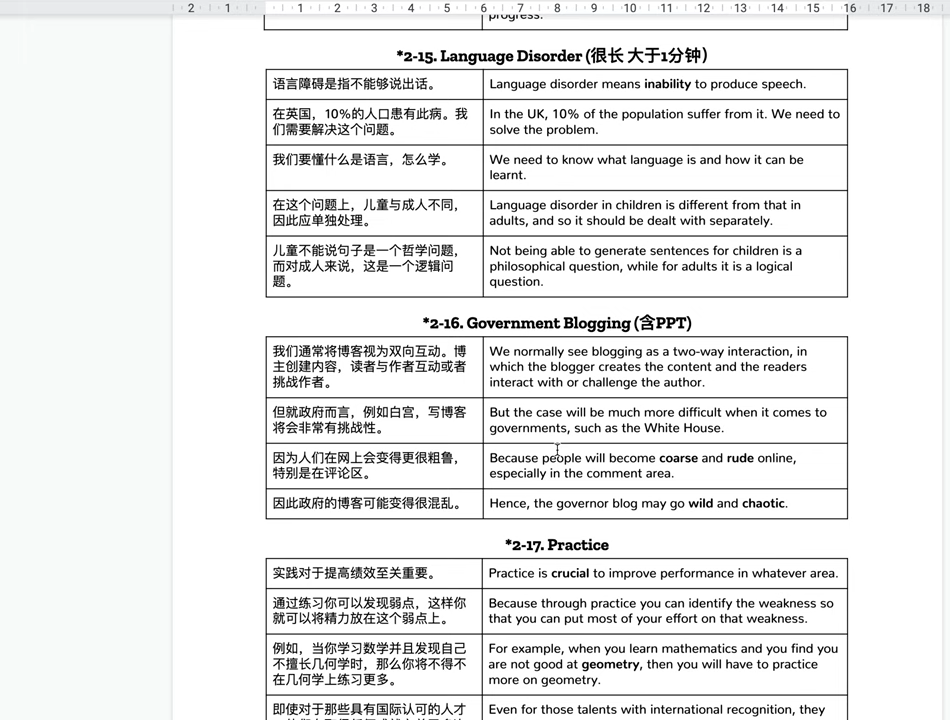 2 1 1 2 3 4 5 6 7 8 9 10 11 12 13 14 15 16 17 18
progress.
*2-15. Language Disorder (很长 大于1分钟)
语言障碍是指不能够说出话。
Language disorder means inability to produce speech.
在英国，10%的人口患有此病。我
们需要解决这个问题。
In the UK, 10% of the population suffer from it. We need to
solve the problem.
我们要懂什么是语言，怎么学。
We need to know what language is and how it can be
learnt.
在这个问题上，儿童与成人不同，
因此应单独处理。
Language disorder in children is different from that in
adults, and so it should be dealt with separately.
儿童不能说句子是一个哲学问题，
而对成人来说，这是一个逻辑问
题。
Not being able to generate sentences for children is a
philosophical question, while for adults it is a logical
question.
*2-16. Government Blogging (含PPT)
我们通常将博客视为双向互动。博
主创建内容，读者与作者互动或者
挑战作者。
We normally see blogging as a two-way interaction, in
which the blogger creates the content and the readers
interact with or challenge the author.
但就政府而言，例如白宫，写博客
将会非常有挑战性。
But the case will be much more difficult when it comes to
governments, such as the White House.
因为人们在网上会变得更很粗鲁，
特别是在评论区。
Because people will become coarse and rude online,
especially in the comment area.
因此政府的博客可能变得很混乱。
Hence, the governor blog may go wild and chaotic.
*2-17. Practice
实践对于提高绩效至关重要。
Practice is crucial to improve performance in whatever area.
通过练习你可以发现弱点，这样你
就可以将精力放在这个弱点上。
Because through practice you can identify the weakness so
that you can put most of your effort on that weakness.
例如，当你学习数学并且发现自己
不擅长几何学时，那么你将不得不
在几何学上练习更多。
For example, when you learn mathematics and you find you
are not good at geometry, then you will have to practice
more on geometry.
即使对于那些具有国际认可的人才
Even for those talents with international recognition, they